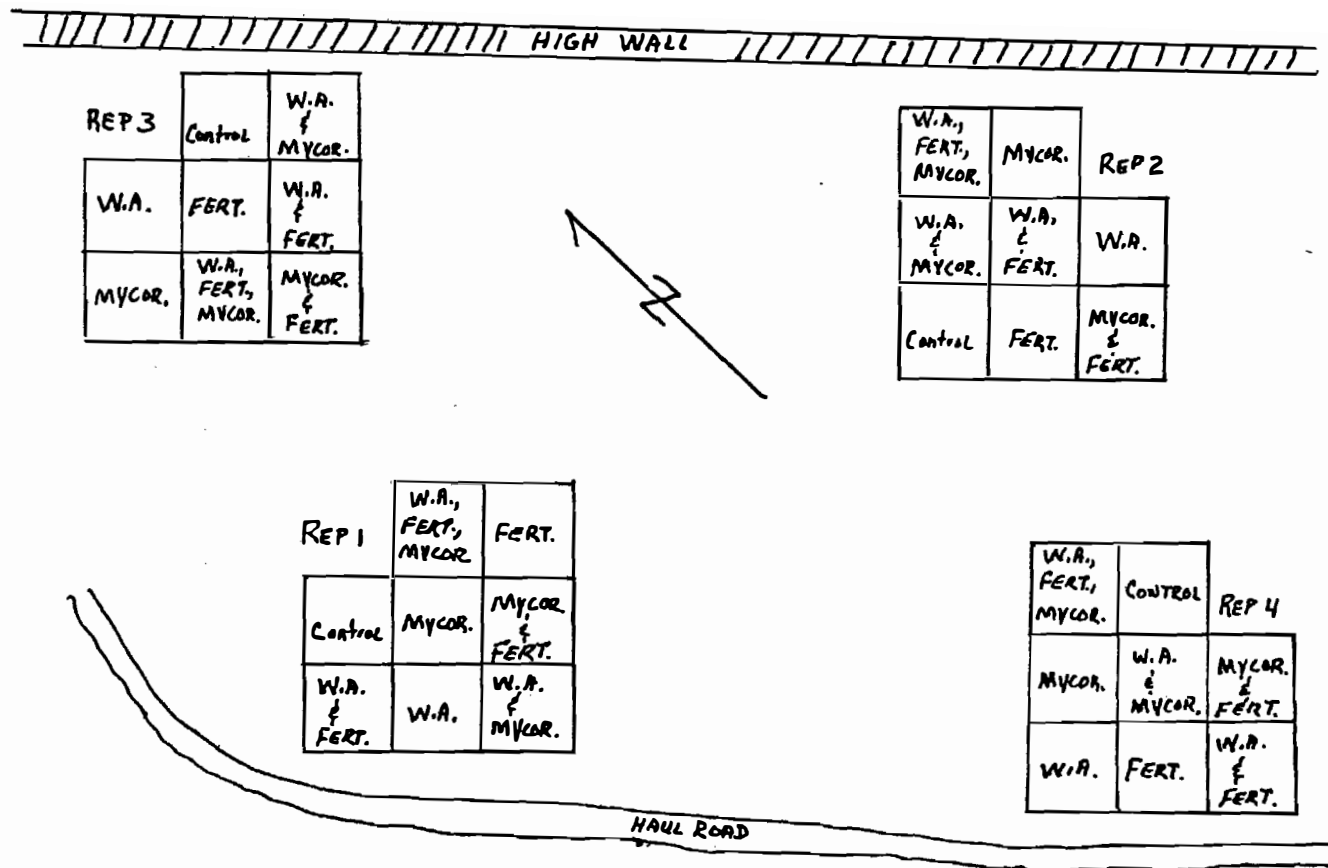 HIGH WALL
REP 3
Control
W.A.
&
MYCOR.
W.A.
FERT.
W.A.
&
FERT.
MYCOR.
W.A.,
FERT.,
MYCOR.
MYCOR.
&
FERT.
W.A.,
FERT.,
MYCOR.
MYCOR.
REP 2
W.A.
&
MYCOR.
W.A.
&
FERT.
W.A.
Control
FERT.
MYCOR.
&
FERT.
N
REP 1
W.A.,
FERT.,
MYCOR
FERT.
Control
MYCOR.
MYCOR
&
FERT.
W.A.
&
FERT.
W.A.
W.A.
&
MYCOR.
W.A.,
FERT.,
MYCOR.
CONTROL
REP 4
MYCOR.
W.A.
&
MYCOR.
MYCOR.
&
FERT.
W.A.
FERT.
W.A.
&
FERT.
HAUL ROAD